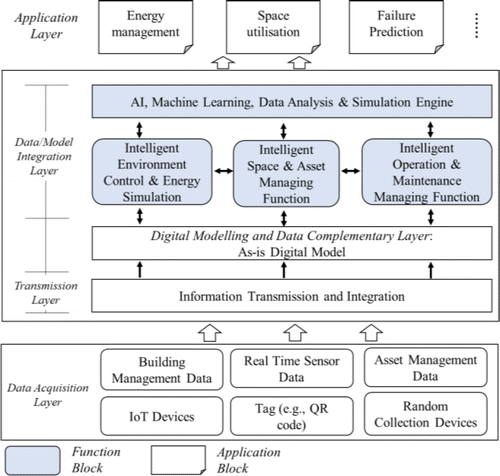 Application
Layer
Energy
management
Space
utilisation
Failure
Prediction
Data/Model
Integration
Layer
AI, Machine Learning, Data Analysis & Simulation Engine
Intelligent
Environment
Control & Energy
Simulation
Intelligent
Space & Asset
Managing
Function
Intelligent
Operation &
Maintenance
Managing Function
Digital Modelling and Data Complementary Layer:
As-is Digital Model
Transmission
Layer
Information Transmission and Integration
Data Acquisition
Layer
Building
Management Data
Real Time Sensor
Data
Asset Management
Data
IoT Devices
Tag (e.g., QR
code)
Random
Collection Devices
Function
Block
Application
Block